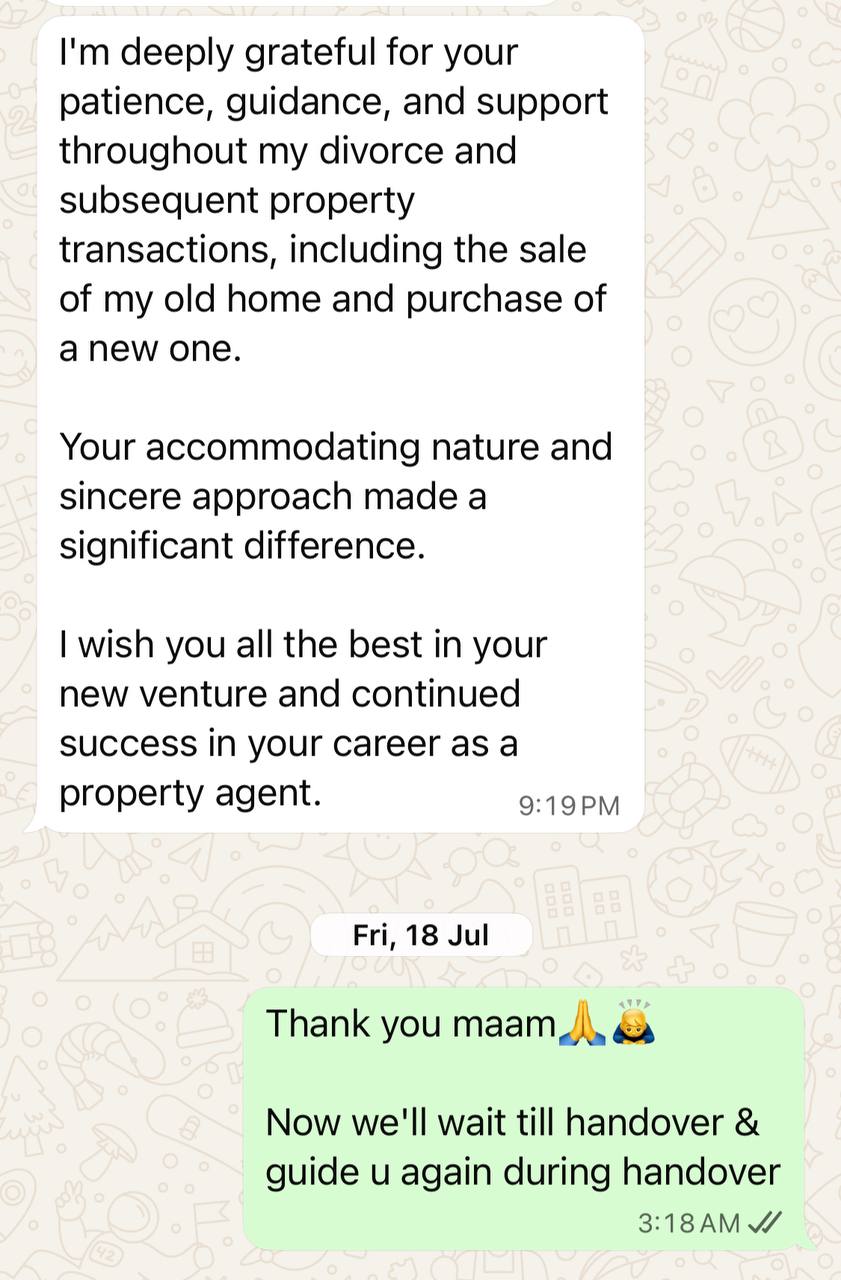 I'm deeply grateful for your
patience, guidance, and support
throughout my divorce and
subsequent property
transactions, including the sale
of my old home and purchase of
a new one.
Your accommodating nature and
sincere approach made a
significant difference.
I wish you all the best in your
new venture and continued
success in your career as a
property agent.
9:19 PM
Fri, 18 Jul
Thank you maam🙏🙇
Now we'll wait till handover &
guide u again during handover
3:18 AM